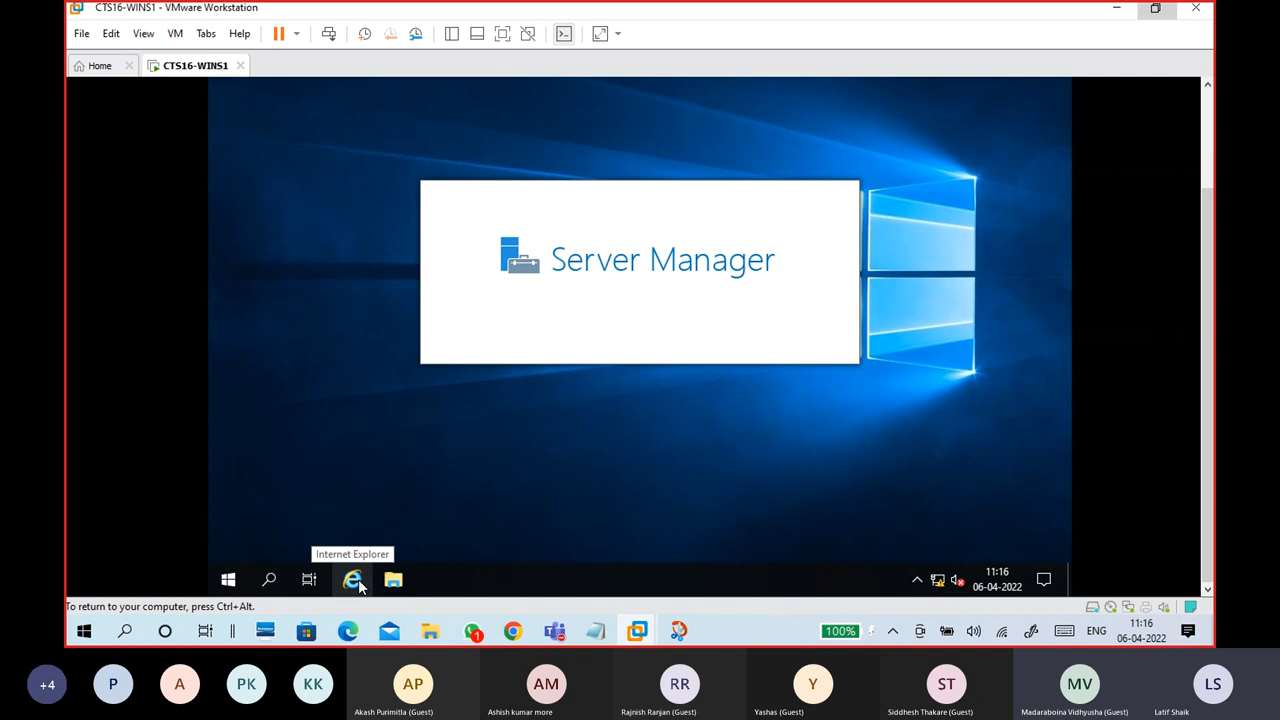 CTS16-WINS1 - VMware Workstation
File Edit View VM Tabs Help
Home CTS16-WINS1
Server Manager
Internet Explorer
11:16
06-04-2022
To return to your computer, press Ctrl+Alt.
1
100%
ENG
11:16
06-04-2022
+4 P A PK KK AP AM RR Y ST MV LS
Akash Purimitla (Guest) Ashish kumar more Rajnish Ranjan (Guest) Yashas (Guest) Siddhesh Thakare (Guest) Madaraboina Vidhyusha (Guest) Latif Shaik